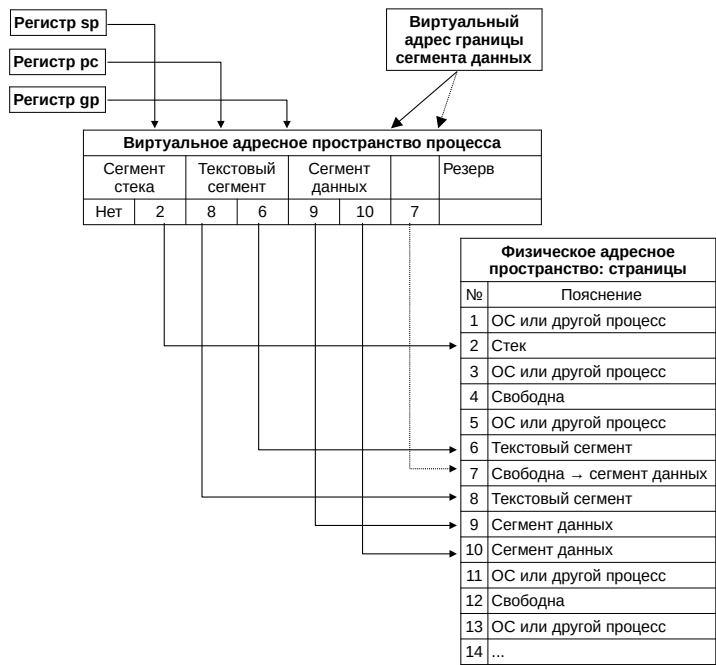 Регистр sp
Регистр pc
Регистр gp
Виртуальный
адрес границы
сегмента данных
Виртуальное адресное пространство процесса
Сегмент
стека
Текстовый
сегмент
Сегмент
данных
Резерв
Нет 2 8 6 9 10 7
Физическое адресное
пространство: страницы
№ Пояснение
1 ОС или другой процесс
2 Стек
3 ОС или другой процесс
4 Свободна
5 ОС или другой процесс
6 Текстовый сегмент
7 Свободна → сегмент данных
8 Текстовый сегмент
9 Сегмент данных
10 Сегмент данных
11 ОС или другой процесс
12 Свободна
13 ОС или другой процесс
14 ...